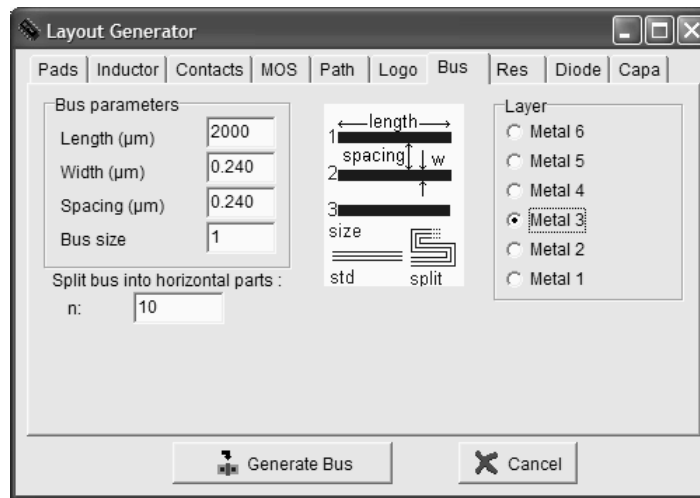 Layout Generator
Pads Inductor Contacts MOS Path Logo Bus Res Diode Capa
Bus parameters
Length (µm) 2000
Width (µm) 0.240
Spacing (µm) 0.240
Bus size 1
Split bus into horizontal parts :
n: 10
length
1
spacing w
2
3
size
std split
Layer
Metal 6
Metal 5
Metal 4
Metal 3
Metal 2
Metal 1
Generate Bus Cancel